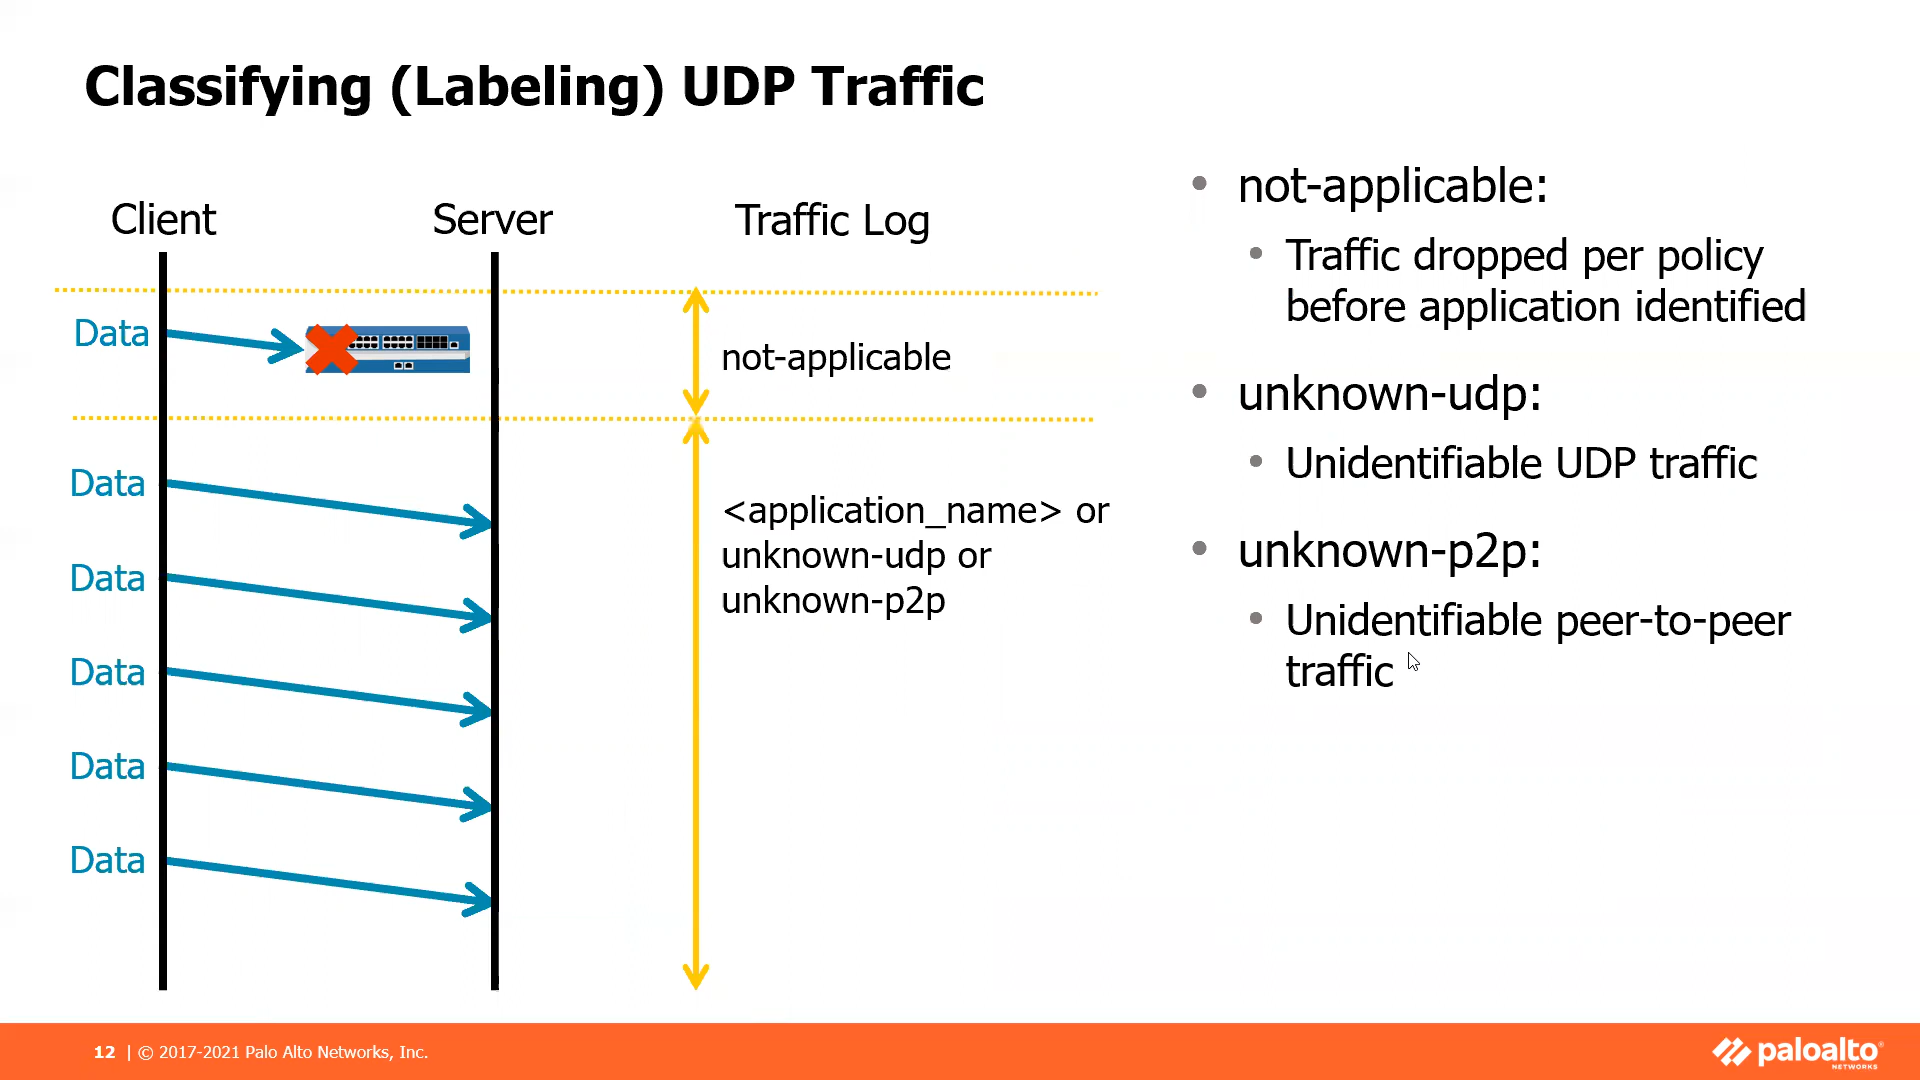 Classifying (Labeling) UDP Traffic
Client
Server
Traffic Log
Data
not-applicable
Data
<application_name> or
unknown-udp or
unknown-p2p
Data
Data
Data
Data
• not-applicable:
• Traffic dropped per policy
before application identified
• unknown-udp:
• Unidentifiable UDP traffic
• unknown-p2p:
• Unidentifiable peer-to-peer
traffic
12 | © 2017-2021 Palo Alto Networks, Inc.
paloalto®
NETWORKS